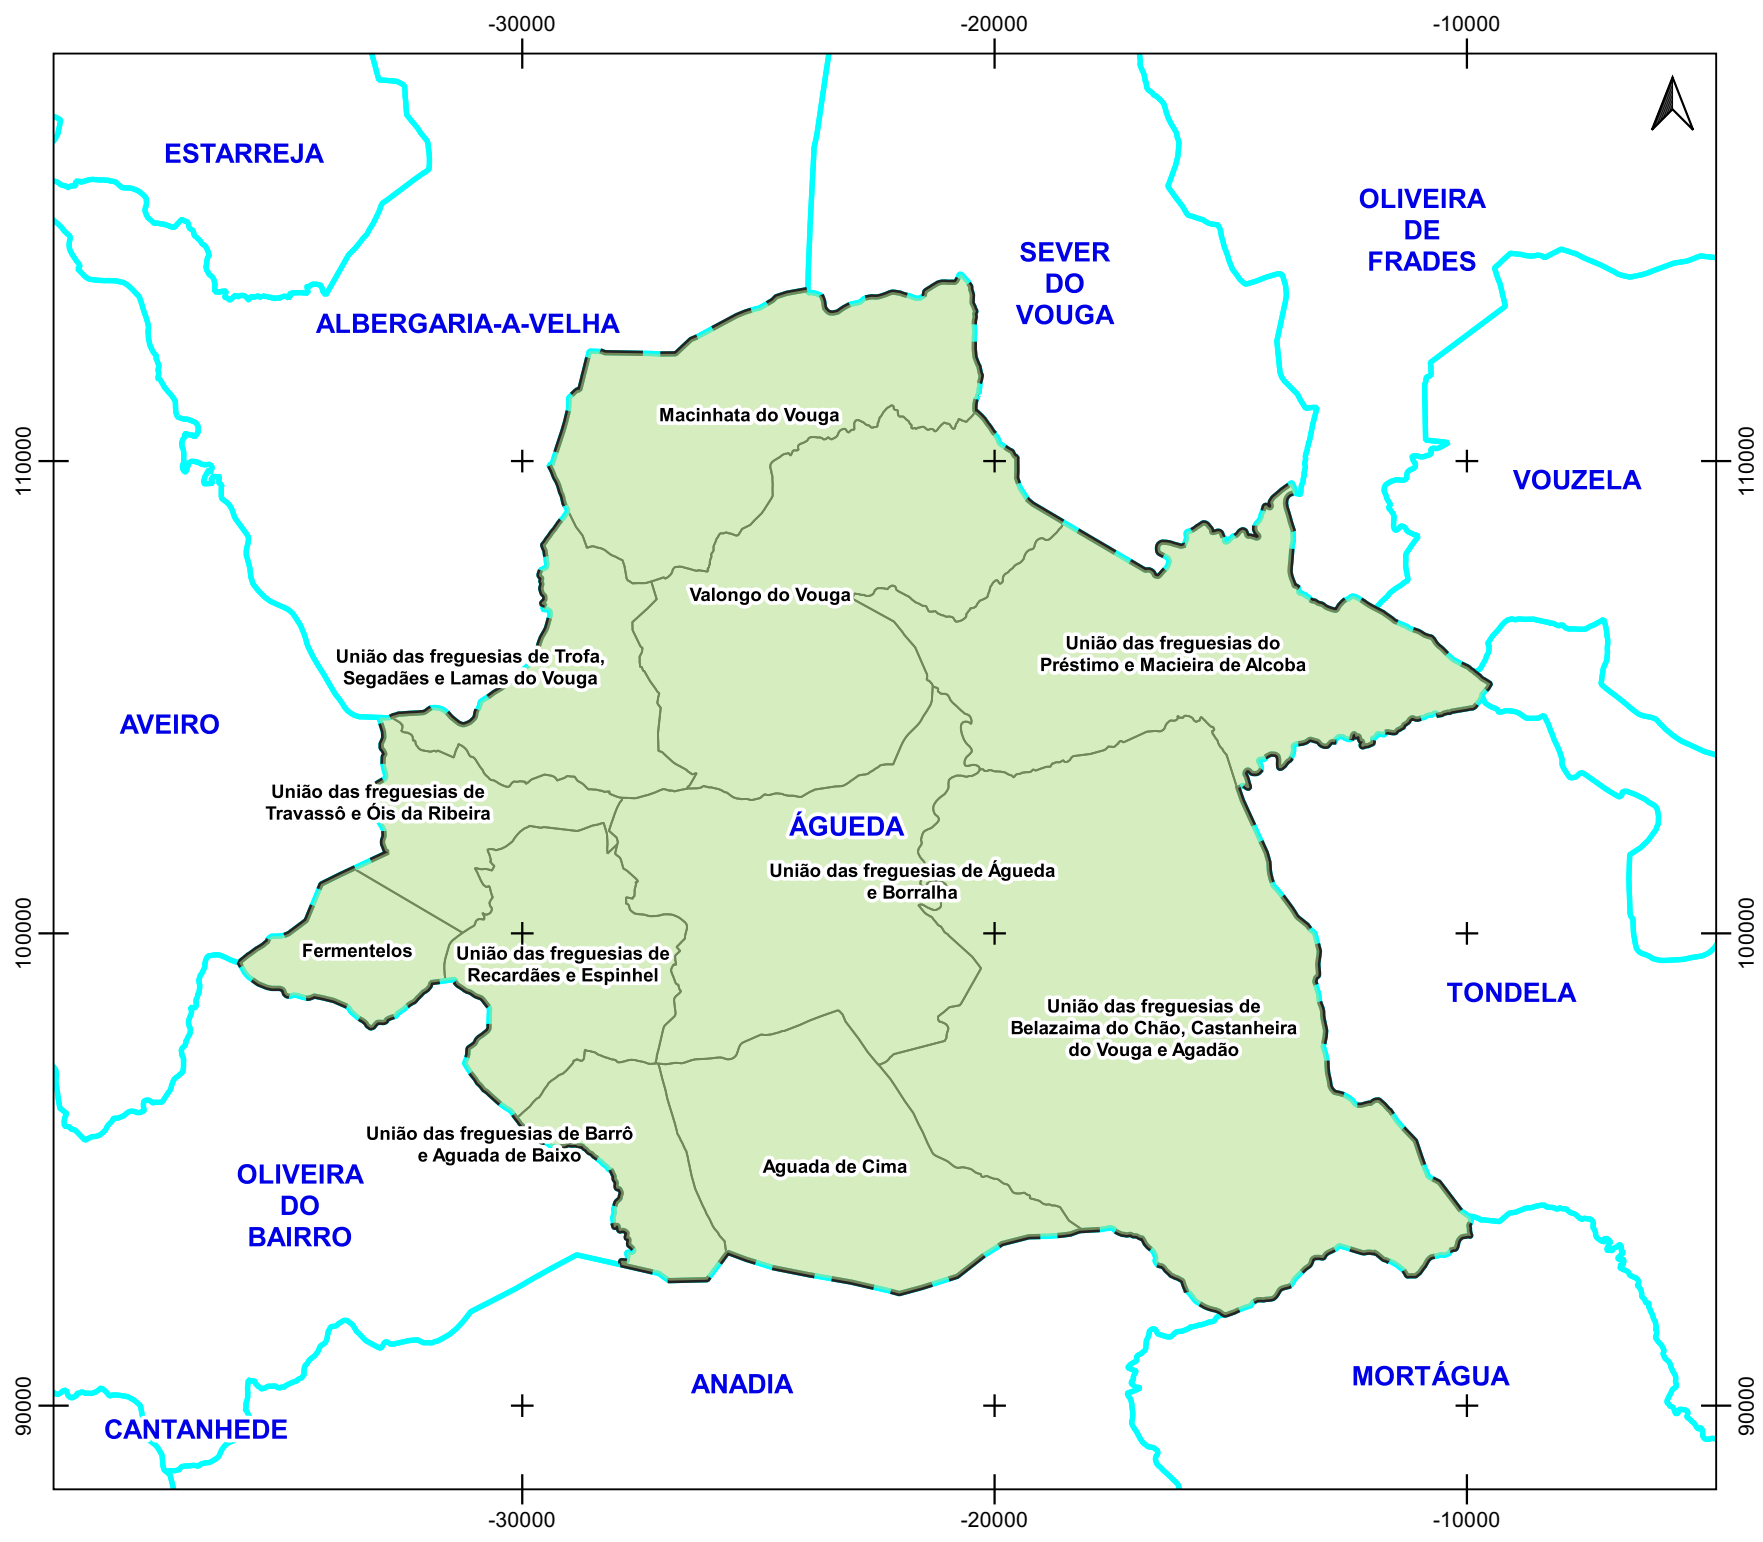 -30000
-20000
-10000
ESTARREJA
OLIVEIRA
DE
FRADES
SEVER
DO
VOUGA
ALBERGARIA-A-VELHA
Macinhata do Vouga
110000
110000
VOUZELA
Valongo do Vouga
União das freguesias do
Préstimo e Macieira de Alcoba
União das freguesias de Trofa,
Segadães e Lamas do Vouga
AVEIRO
União das freguesias de
Travassô e Óis da Ribeira
ÁGUEDA
União das freguesias de Águeda
e Borralha
100000
100000
Fermentelos
União das freguesias de
Recardães e Espinhel
TONDELA
União das freguesias de
Belazaima do Chão, Castanheira
do Vouga e Agadão
União das freguesias de Barrô
e Aguada de Baixo
Aguada de Cima
OLIVEIRA
DO
BAIRRO
ANADIA
MORTÁGUA
90000
90000
CANTANHEDE
-30000
-20000
-10000